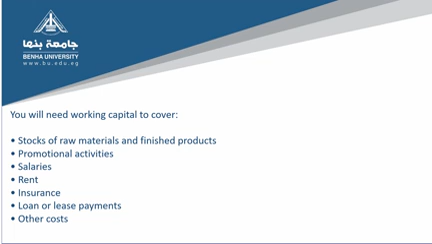 جامعة بنها
BENHA UNIVERSITY
www.bu.edu.eg
You will need working capital to cover:
• Stocks of raw materials and finished products
• Promotional activities
• Salaries
• Rent
• Insurance
• Loan or lease payments
• Other costs